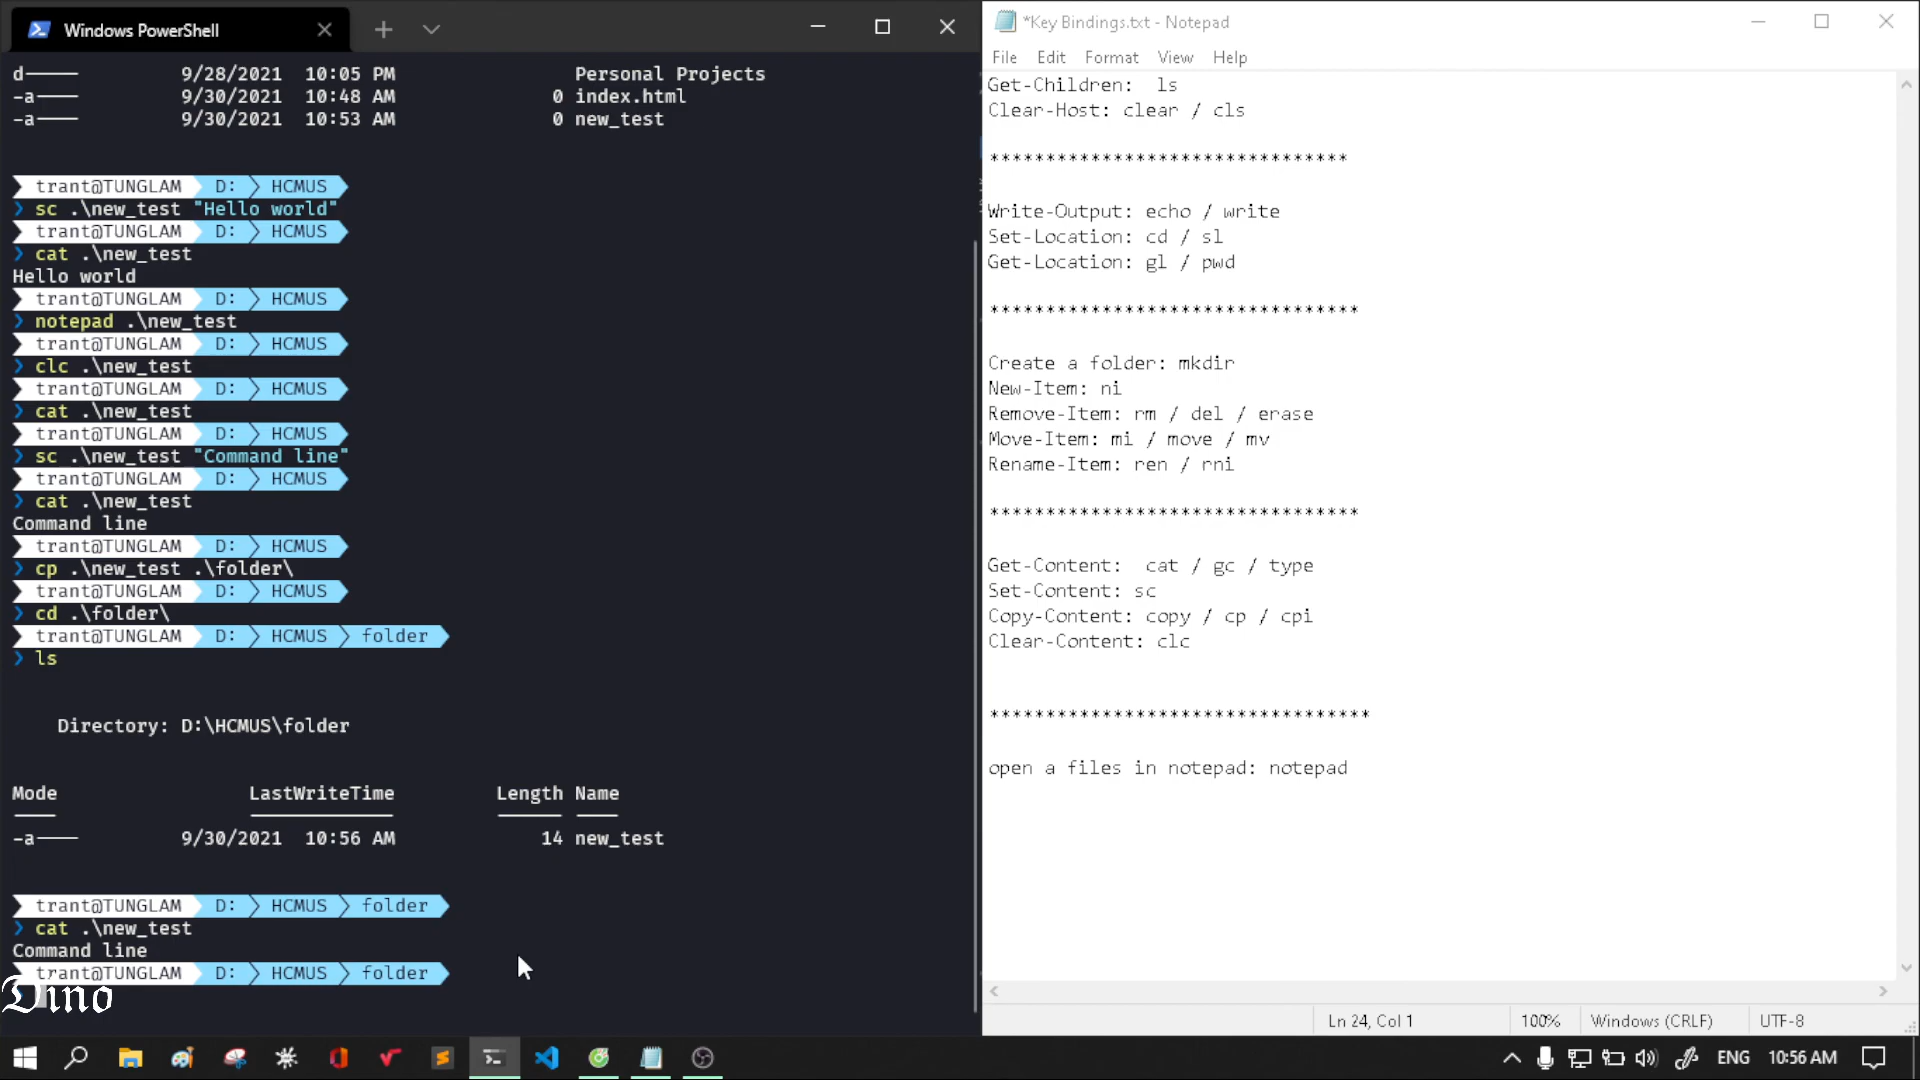 Windows PowerShell
d----- 9/28/2021 10:05 PM Personal Projects
-a---- 9/30/2021 10:48 AM 0 index.html
-a---- 9/30/2021 10:53 AM 0 new_test
trant@TUNGLAM D: HCMUS
❯ sc .\new_test "Hello world"
trant@TUNGLAM D: HCMUS
❯ cat .\new_test
Hello world
trant@TUNGLAM D: HCMUS
❯ notepad .\new_test
trant@TUNGLAM D: HCMUS
❯ clc .\new_test
trant@TUNGLAM D: HCMUS
❯ cat .\new_test
trant@TUNGLAM D: HCMUS
❯ sc .\new_test "Command line"
trant@TUNGLAM D: HCMUS
❯ cat .\new_test
Command line
trant@TUNGLAM D: HCMUS
❯ cp .\new_test .\folder\
trant@TUNGLAM D: HCMUS
❯ cd .\folder\
trant@TUNGLAM D: HCMUS folder
❯ ls
Directory: D:\HCMUS\folder
Mode LastWriteTime Length Name
---- ------------- ------ ----
-a---- 9/30/2021 10:56 AM 14 new_test
trant@TUNGLAM D: HCMUS folder
❯ cat .\new_test
Command line
trant@TUNGLAM D: HCMUS folder
Dino
*Key Bindings.txt - Notepad
File Edit Format View Help
Get-Children:  ls
Clear-Host: clear / cls
********************************
Write-Output: echo / write
Set-Location: cd / sl
Get-Location: gl / pwd
*********************************
Create a folder: mkdir
New-Item: ni
Remove-Item: rm / del / erase
Move-Item: mi / move / mv
Rename-Item: ren / rni
*********************************
Get-Content:  cat / gc / type
Set-Content: sc
Copy-Content: copy / cp / cpi
Clear-Content: clc
**********************************
open a files in notepad: notepad
Ln 24, Col 1 100% Windows (CRLF) UTF-8
ENG 10:56 AM